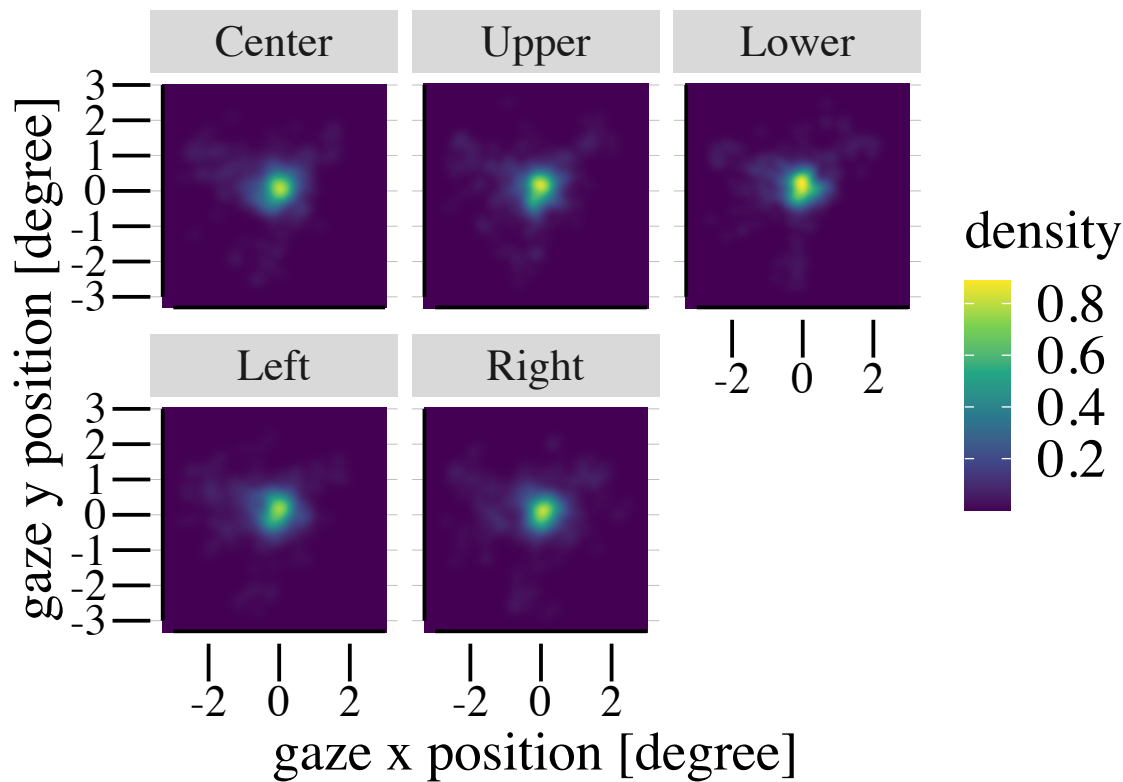 Center Upper Lower
gaze y position [degree]
3
2
1
0
-1
-2
-3
-2 0 2
density
0.8
0.6
0.4
0.2
Left Right
3
2
1
0
-1
-2
-3
-2 0 2 -2 0 2
gaze x position [degree]